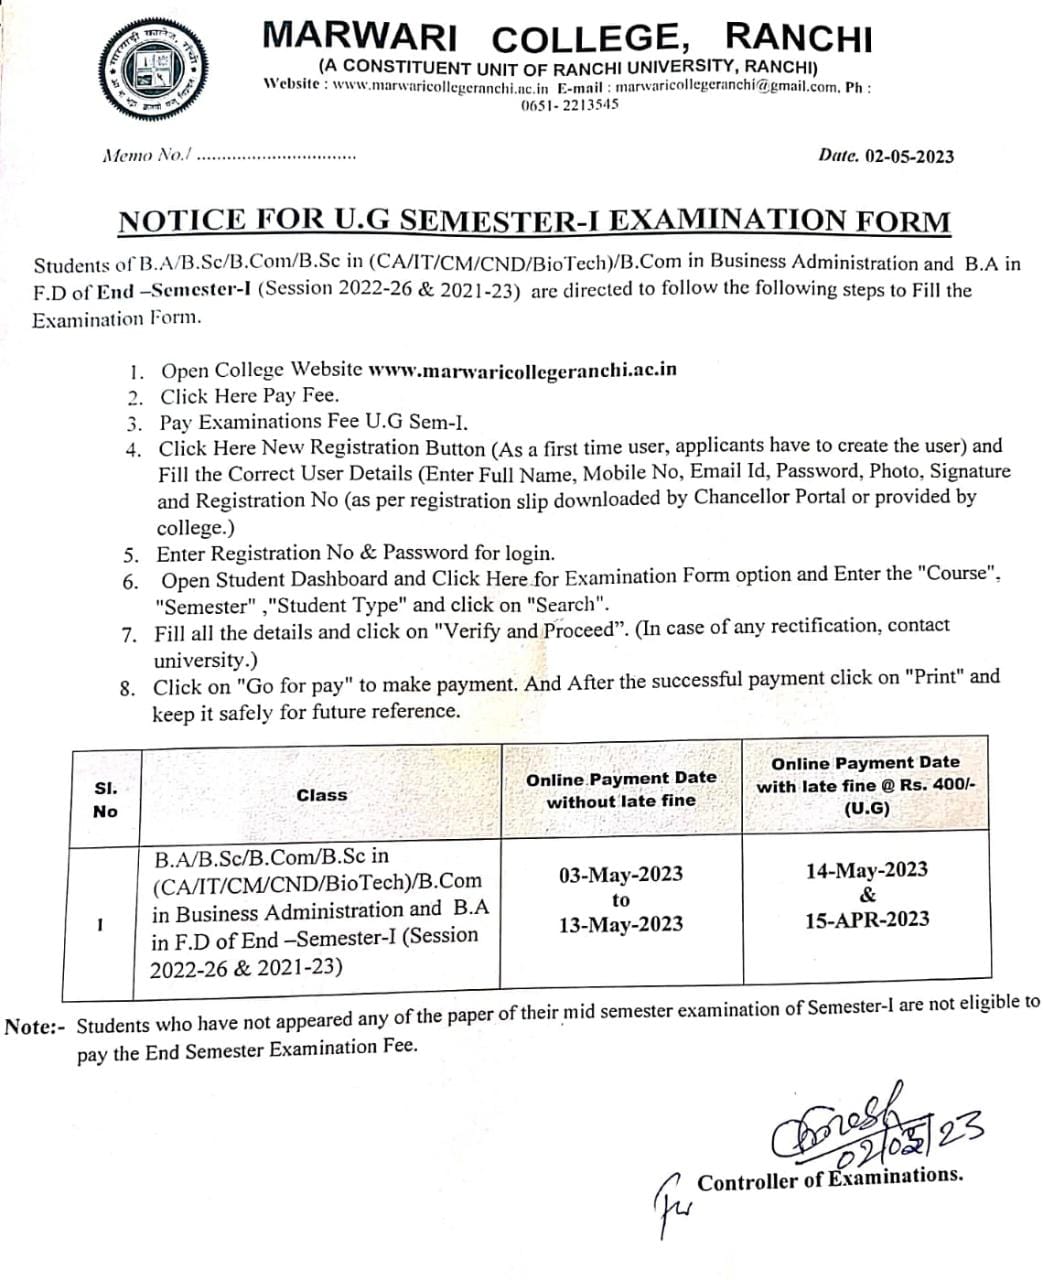 MARWARI COLLEGE, RANCHI
(A CONSTITUENT UNIT OF RANCHI UNIVERSITY, RANCHI)
Website : www.marwaricollegeranchi.ac.in E-mail : marwaricollegeranchi@gmail.com, Ph :
0651- 2213545
Memo No./ ................................
Date. 02-05-2023
NOTICE FOR U.G SEMESTER-I EXAMINATION FORM
Students of B.A/B.Sc/B.Com/B.Sc in (CA/IT/CM/CND/BioTech)/B.Com in Business Administration and B.A in
F.D of End –Semester-I (Session 2022-26 & 2021-23) are directed to follow the following steps to Fill the
Examination Form.
1. Open College Website www.marwaricollegeranchi.ac.in
2. Click Here Pay Fee.
3. Pay Examinations Fee U.G Sem-I.
4. Click Here New Registration Button (As a first time user, applicants have to create the user) and
Fill the Correct User Details (Enter Full Name, Mobile No, Email Id, Password, Photo, Signature
and Registration No (as per registration slip downloaded by Chancellor Portal or provided by
college.)
5. Enter Registration No & Password for login.
6. Open Student Dashboard and Click Here for Examination Form option and Enter the "Course",
"Semester" ,"Student Type" and click on "Search".
7. Fill all the details and click on "Verify and Proceed”. (In case of any rectification, contact
university.)
8. Click on "Go for pay" to make payment. And After the successful payment click on "Print" and
keep it safely for future reference.
Sl.
No
Class
Online Payment Date
without late fine
Online Payment Date
with late fine @ Rs. 400/-
(U.G)
1
B.A/B.Sc/B.Com/B.Sc in
(CA/IT/CM/CND/BioTech)/B.Com
in Business Administration and B.A
in F.D of End –Semester-I (Session
2022-26 & 2021-23)
03-May-2023
to
13-May-2023
14-May-2023
&
15-APR-2023
Note:- Students who have not appeared any of the paper of their mid semester examination of Semester-I are not eligible to
pay the End Semester Examination Fee.
02/05/23
Controller of Examinations.